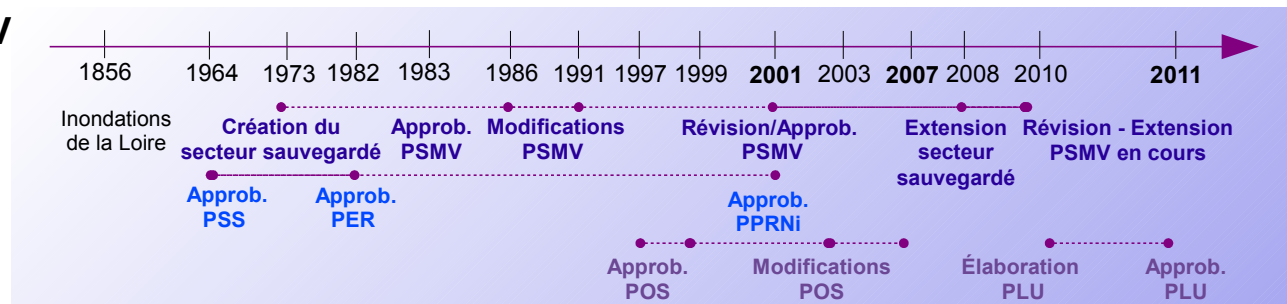 V
1856 1964 1973 1982 1983 1986 1991 1997 1999 2001 2003 2007 2008 2010 2011
Inondations
de la Loire
Création du
secteur sauvegardé
Approb.
PSMV
Modifications
PSMV
Révision/Approb.
PSMV
Extension
secteur
sauvegardé
Révision - Extension
PSMV en cours
Approb.
PSS
Approb.
PER
Approb.
PPRNi
Approb.
POS
Modifications
POS
Élaboration
PLU
Approb.
PLU